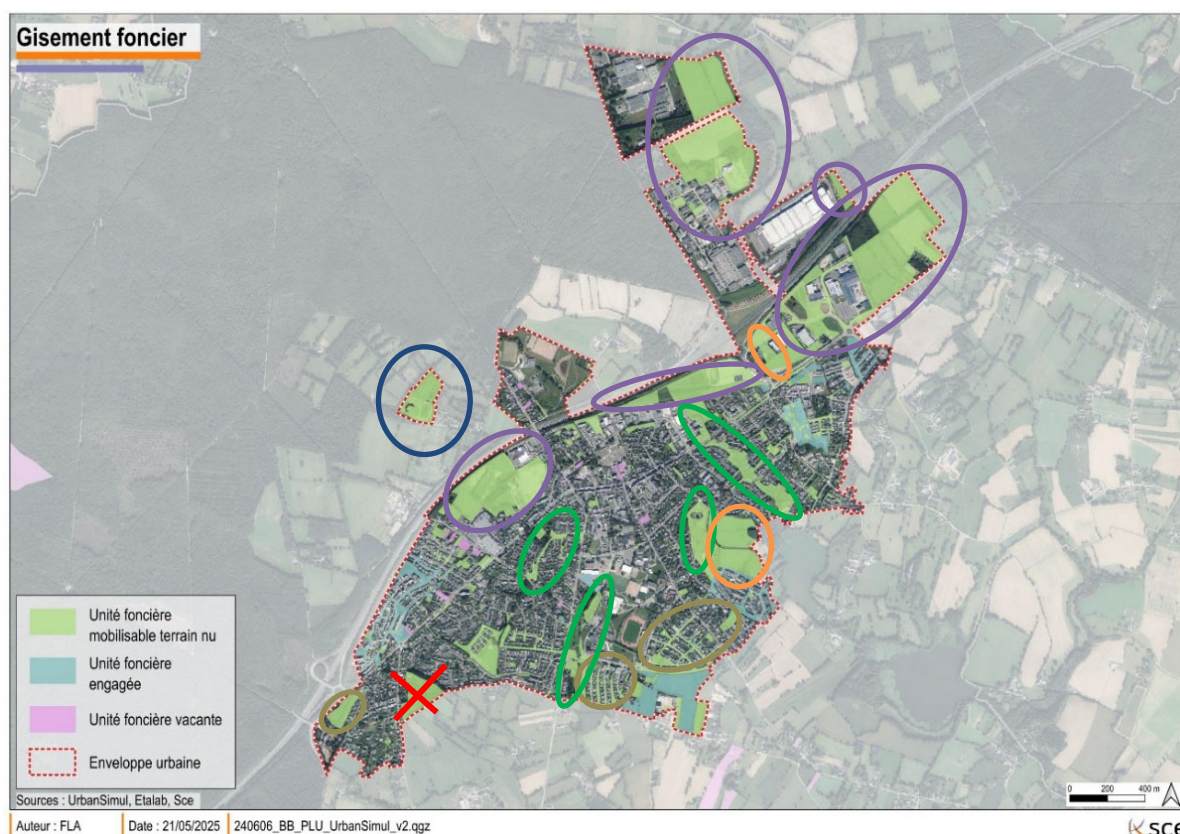 Gisement foncier
Unité foncière
mobilisable terrain nu
Unité foncière
engagée
Unité foncière vacante
Enveloppe urbaine
Sources : UrbanSimul, Etalab, Sce
0 200 400 m
Auteur : FLA Date : 21/05/2025 240606_BB_PLU_UrbanSimul_v2.qgz
sce